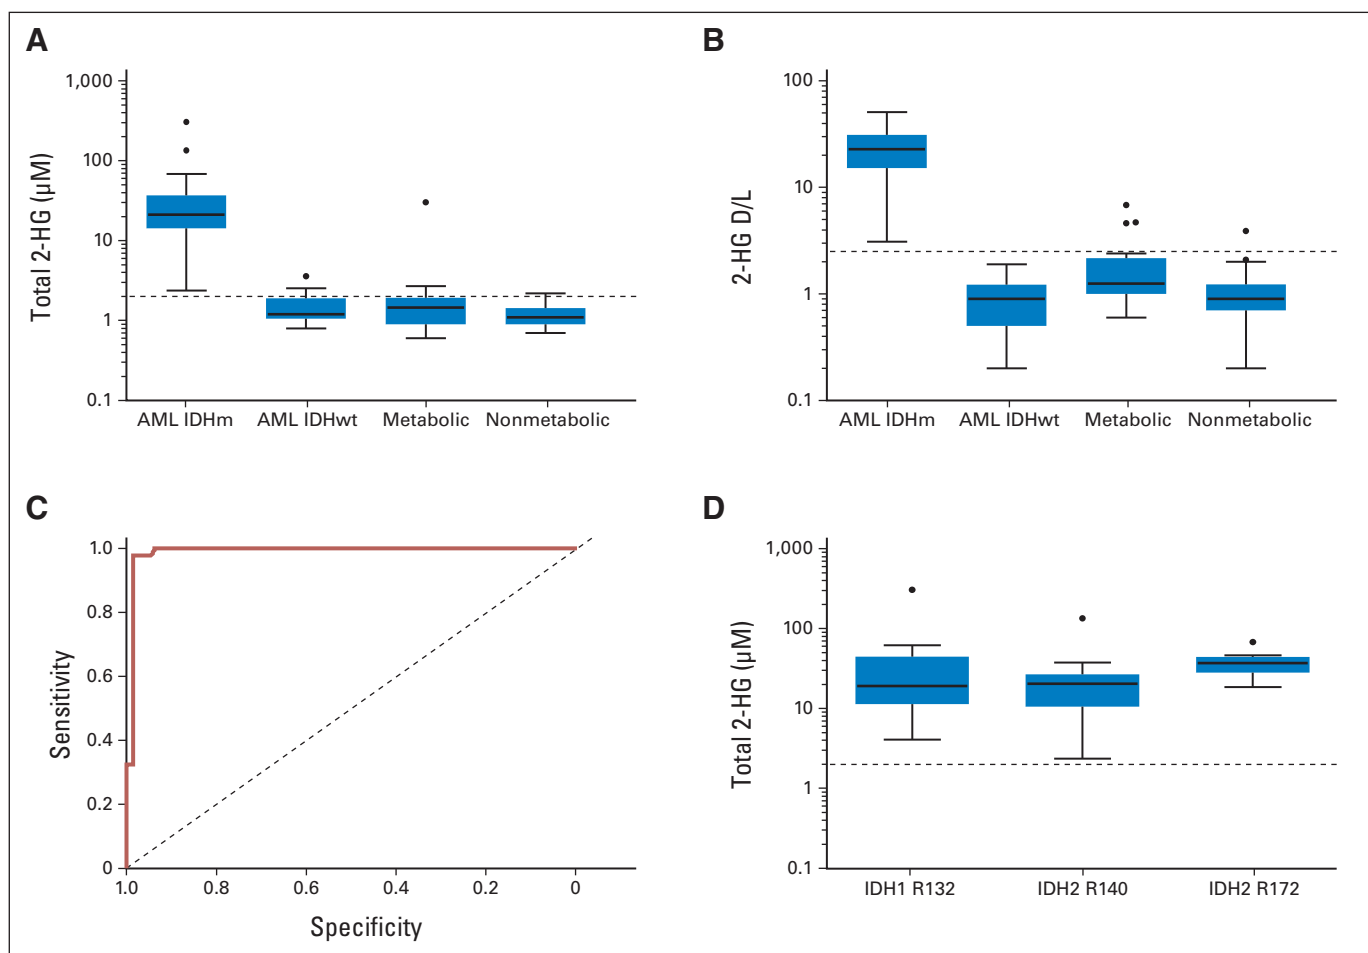 A
Total 2-HG (µM)
1,000
100
10
1
0.1
AML IDHm AML IDHwt Metabolic Nonmetabolic
B
2-HG D/L
100
10
1
0.1
AML IDHm AML IDHwt Metabolic Nonmetabolic
C
Sensitivity
1.0
0.8
0.6
0.4
0.2
0
1.0 0.8 0.6 0.4 0.2 0
Specificity
D
Total 2-HG (µM)
1,000
100
10
1
0.1
IDH1 R132 IDH2 R140 IDH2 R172